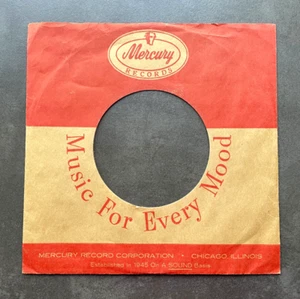 Mercury
RECORDS
Music For Every Mood
MERCURY RECORD CORPORATION • CHICAGO, ILLINOIS
Established in 1945 On A SOUND Basis